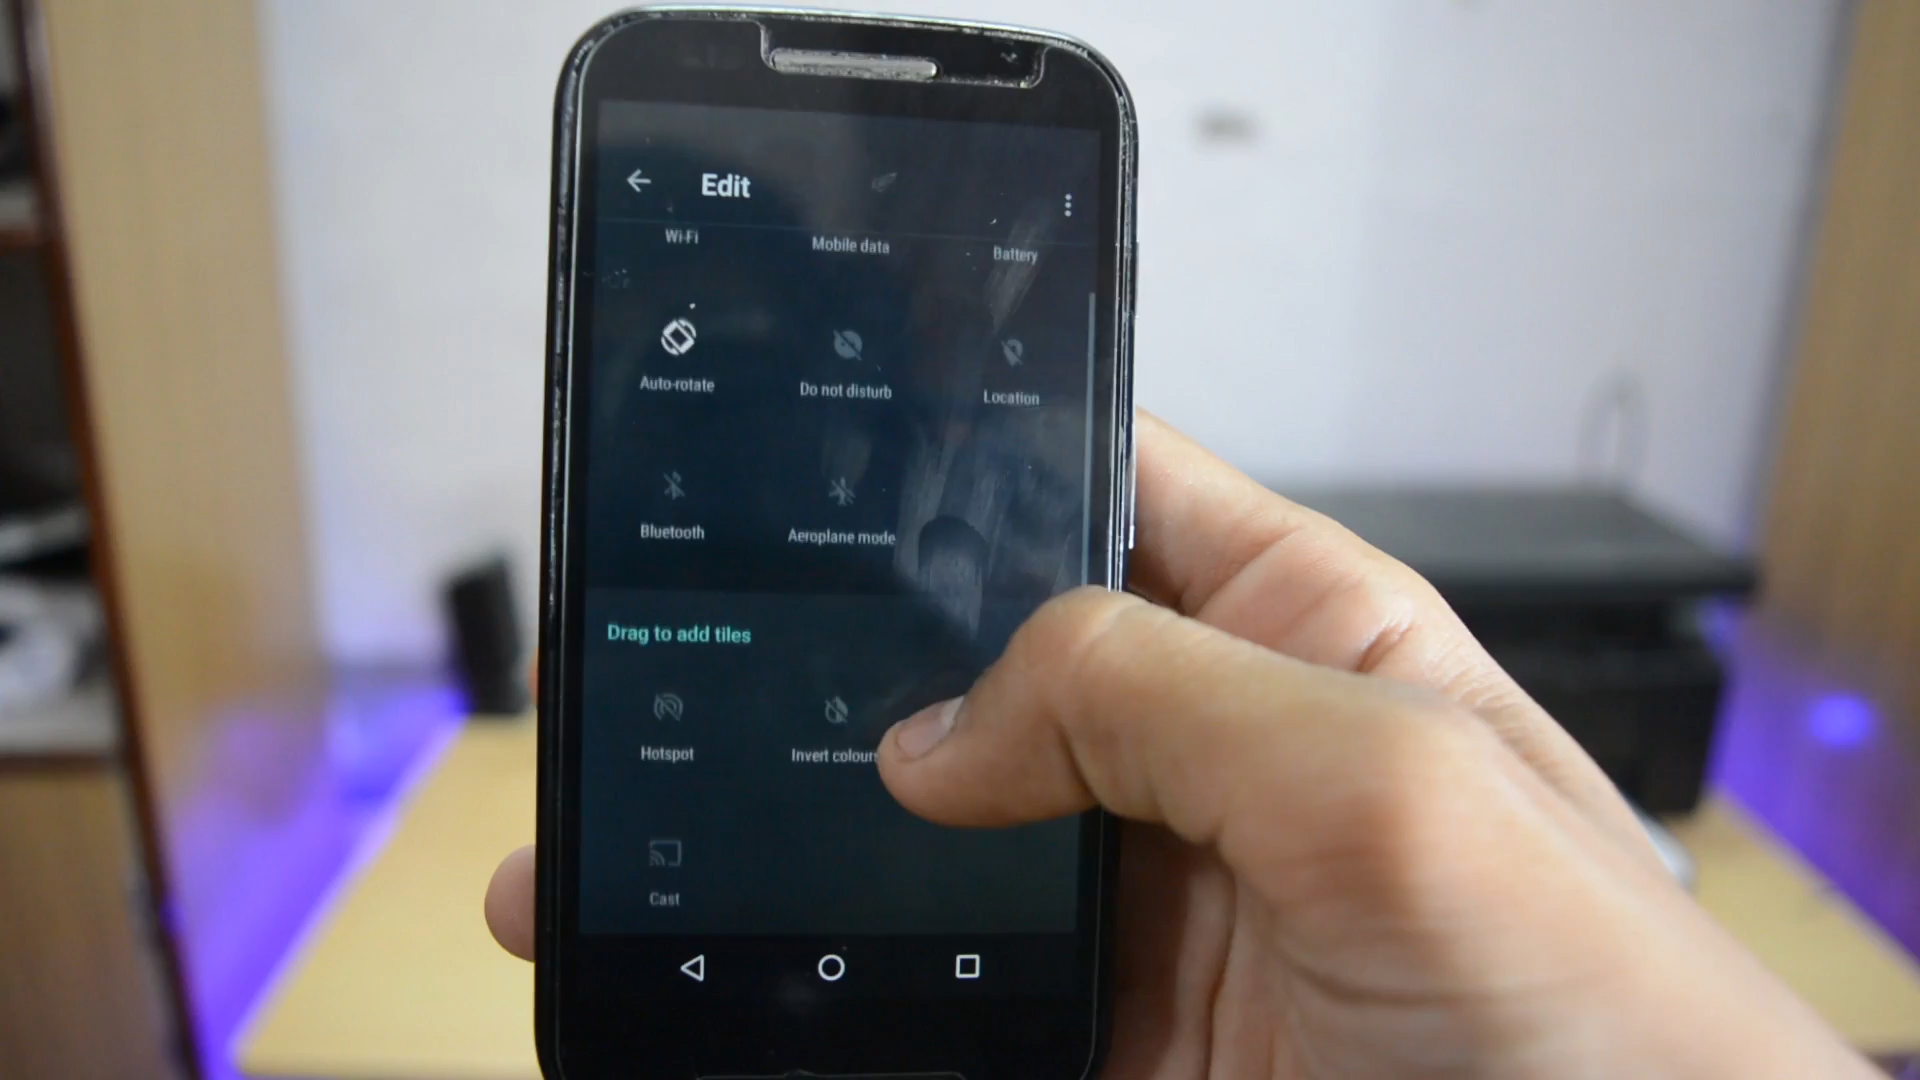 Edit
Wi-Fi Mobile data Battery
Auto-rotate Do not disturb Location
Bluetooth Aeroplane mode
Drag to add tiles
Hotspot Invert colours
Cast